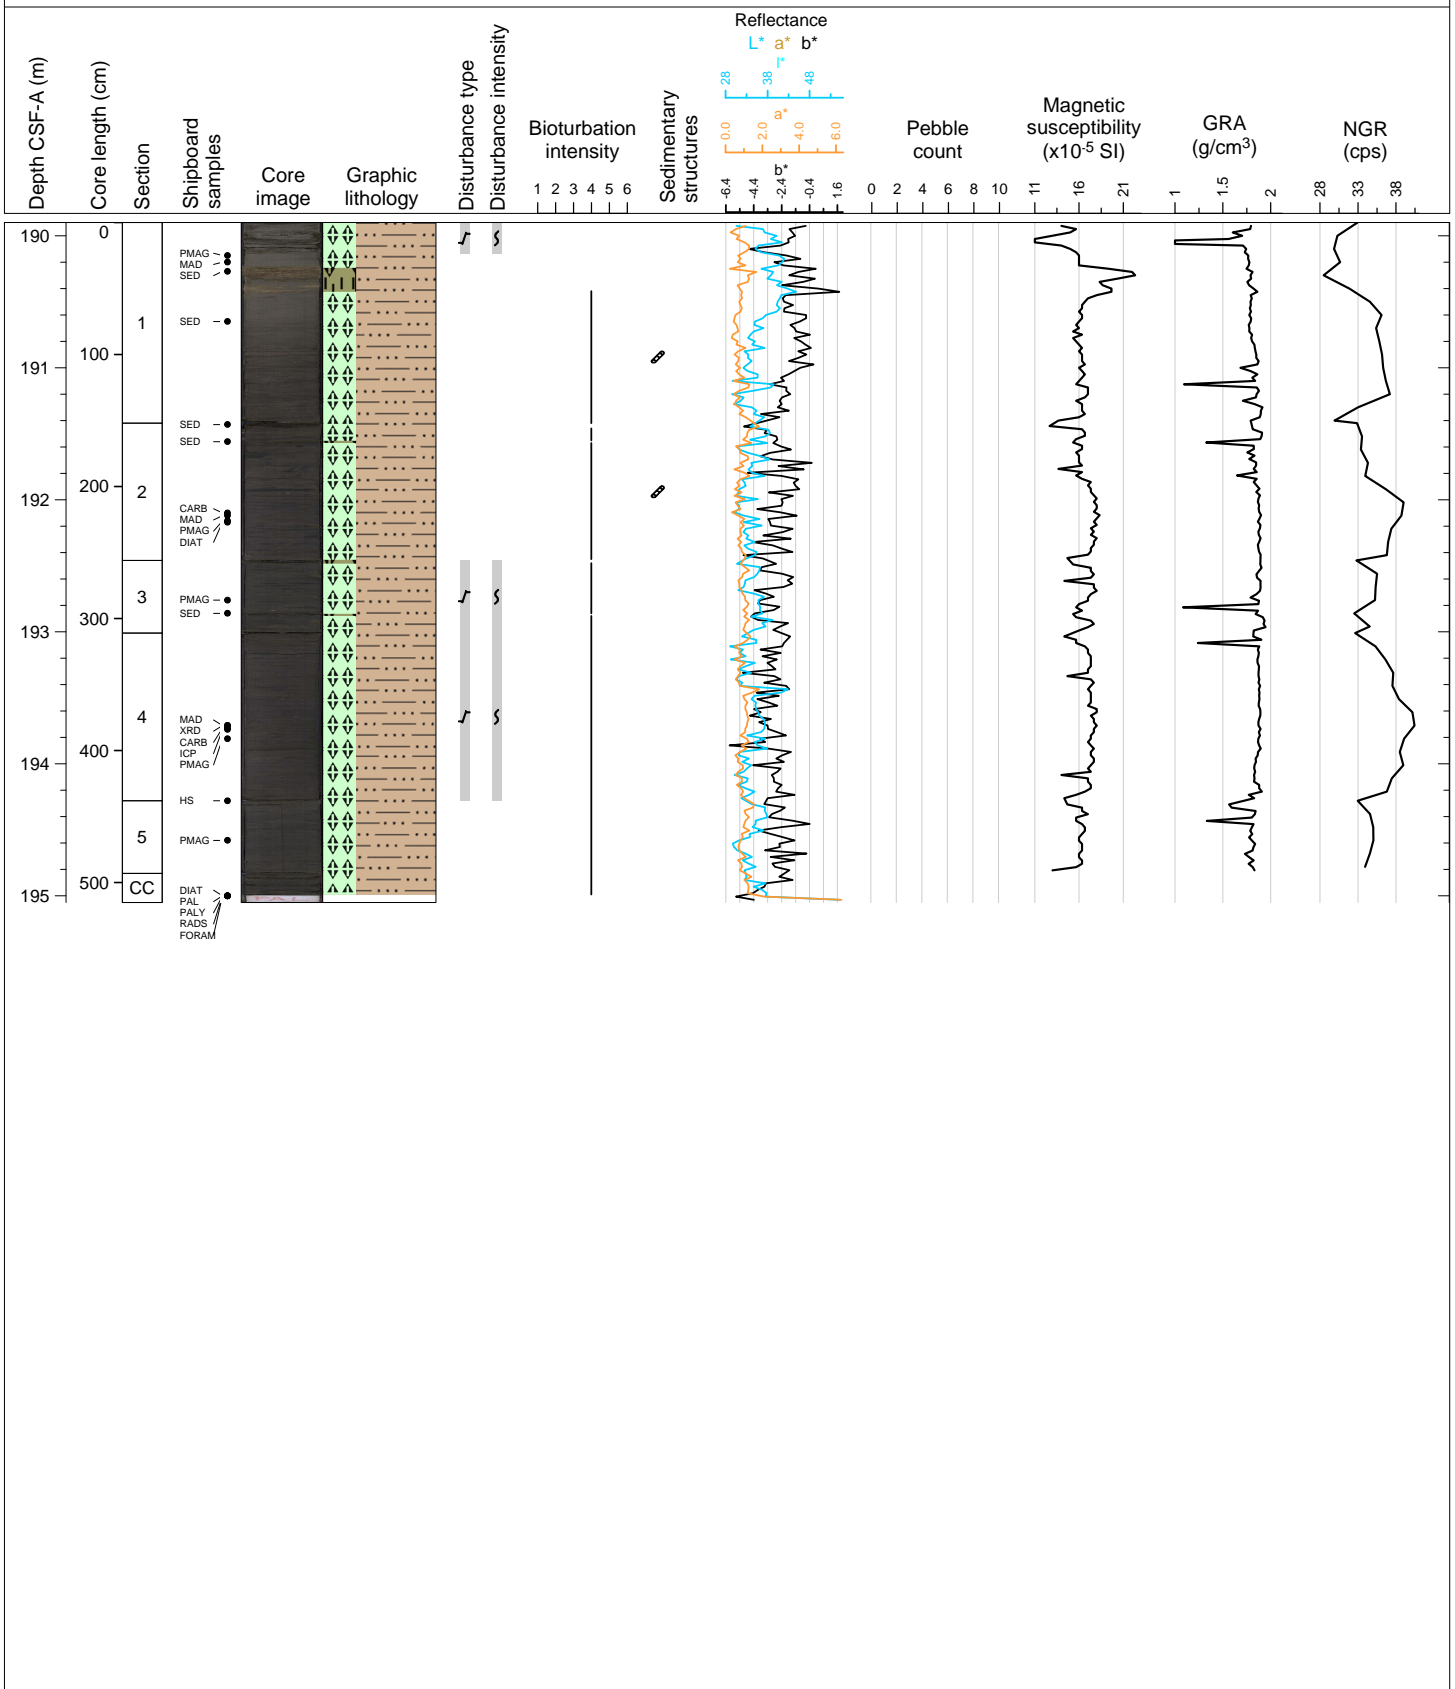 Depth CSF-A (m)
Core length (cm)
Section
Shipboard
samples
Core
image
Graphic
lithology
Disturbance type
Disturbance intensity
Bioturbation
intensity
1 2 3 4 5 6
Sedimentary
structures
Reflectance
L* a* b*
l*
28 38 48
a*
0.0 2.0 4.0 6.0
b*
-6.4 -4.4 -2.4 -0.4 1.6
Pebble
count
0 2 4 6 8 10
Magnetic
susceptibility
(x10-5 SI)
11 16 21
GRA
(g/cm3)
1 1.5 2
NGR
(cps)
28 33 38
190
191
192
193
194
195
0
100
200
300
400
500
1
2
3
4
5
CC
PMAG
MAD
SED
SED
SED
SED
CARB
MAD
PMAG
DIAT
PMAG
SED
MAD
XRD
CARB
ICP
PMAG
HS
PMAG
DIAT
PAL
PALY
RADS
FORAM